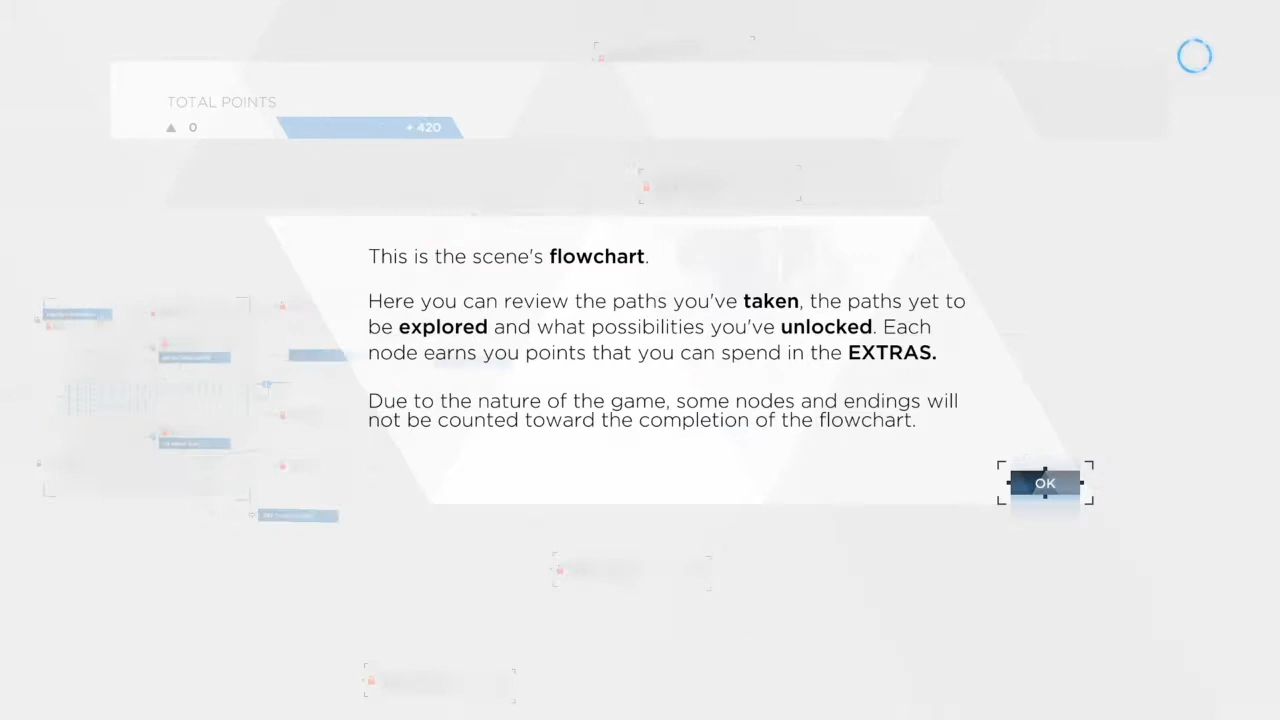 TOTAL POINTS
0
+ 420
This is the scene's flowchart.
Here you can review the paths you've taken, the paths yet to
be explored and what possibilities you've unlocked. Each
node earns you points that you can spend in the EXTRAS.
Due to the nature of the game, some nodes and endings will
not be counted toward the completion of the flowchart.
OK